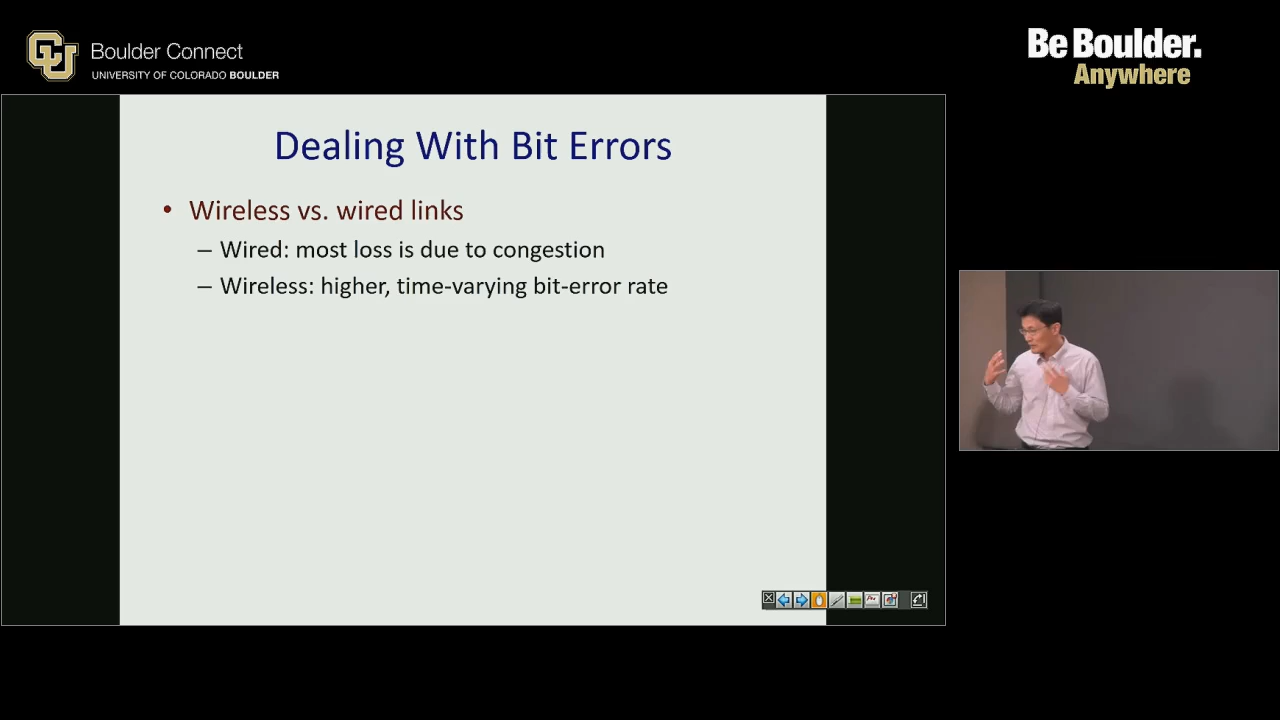 Boulder Connect
UNIVERSITY OF COLORADO BOULDER
Be Boulder.
Anywhere
Dealing With Bit Errors
• Wireless vs. wired links
– Wired: most loss is due to congestion
– Wireless: higher, time-varying bit-error rate